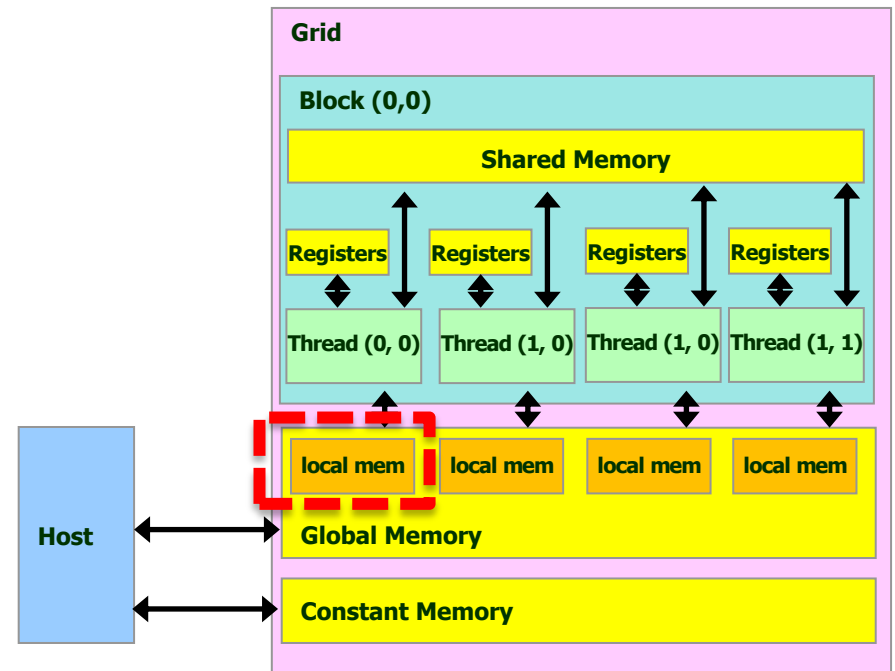 Grid
Block (0,0)
Shared Memory
Registers Registers Registers Registers
Thread (0, 0) Thread (1, 0) Thread (1, 0) Thread (1, 1)
local mem local mem local mem local mem
Host
Global Memory
Constant Memory